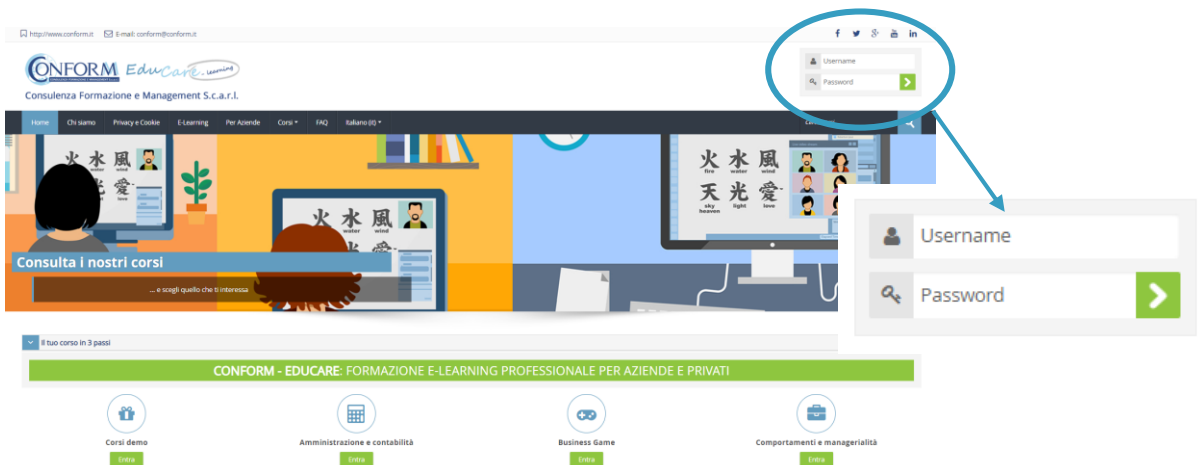 http://www.conform.it E-mail: conform@conform.it
CONFORM EduCare e-Learning
Consulenza Formazione e Management S.c.a.r.l.
Username
Password
Home Chi siamo Privacy e Cookie E-Learning Per Aziende Corsi FAQ Italiano (it)
火 水 風
water wind
愛
love
火 水 風
water wind
火 水 風
fire water wind
天 光 愛
sky heaven light love
Consulta i nostri corsi
... e scegli quello che ti interessa
Username
Password
Il tuo corso in 3 passi
CONFORM - EDUCARE: FORMAZIONE E-LEARNING PROFESSIONALE PER AZIENDE E PRIVATI
Corsi demo Amministrazione e contabilità Business Game Comportamenti e managerialità
Entra Entra Entra Entra